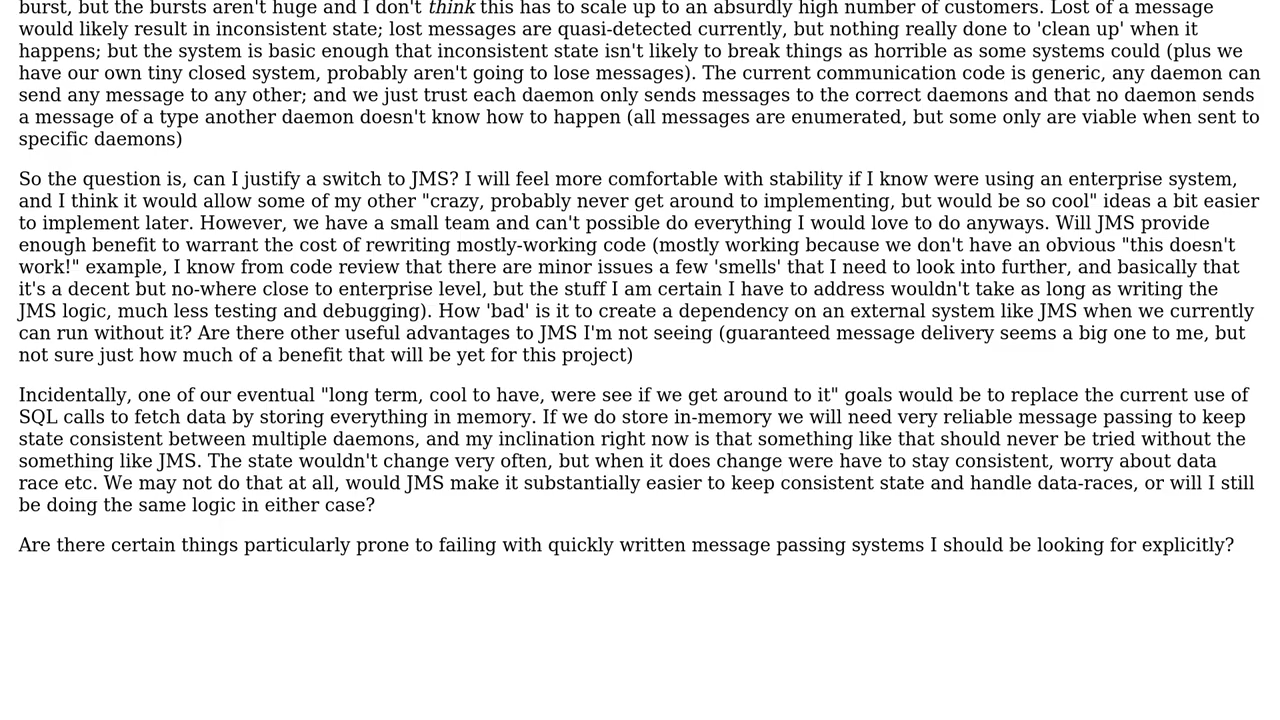 burst, but the bursts aren't huge and I don't think this has to scale up to an absurdly high number of customers. Lost of a message
would likely result in inconsistent state; lost messages are quasi-detected currently, but nothing really done to 'clean up' when it
happens; but the system is basic enough that inconsistent state isn't likely to break things as horrible as some systems could (plus we
have our own tiny closed system, probably aren't going to lose messages). The current communication code is generic, any daemon can
send any message to any other; and we just trust each daemon only sends messages to the correct daemons and that no daemon sends
a message of a type another daemon doesn't know how to happen (all messages are enumerated, but some only are viable when sent to
specific daemons)
So the question is, can I justify a switch to JMS? I will feel more comfortable with stability if I know were using an enterprise system,
and I think it would allow some of my other "crazy, probably never get around to implementing, but would be so cool" ideas a bit easier
to implement later. However, we have a small team and can't possible do everything I would love to do anyways. Will JMS provide
enough benefit to warrant the cost of rewriting mostly-working code (mostly working because we don't have an obvious "this doesn't
work!" example, I know from code review that there are minor issues a few 'smells' that I need to look into further, and basically that
it's a decent but no-where close to enterprise level, but the stuff I am certain I have to address wouldn't take as long as writing the
JMS logic, much less testing and debugging). How 'bad' is it to create a dependency on an external system like JMS when we currently
can run without it? Are there other useful advantages to JMS I'm not seeing (guaranteed message delivery seems a big one to me, but
not sure just how much of a benefit that will be yet for this project)
Incidentally, one of our eventual "long term, cool to have, were see if we get around to it" goals would be to replace the current use of
SQL calls to fetch data by storing everything in memory. If we do store in-memory we will need very reliable message passing to keep
state consistent between multiple daemons, and my inclination right now is that something like that should never be tried without the
something like JMS. The state wouldn't change very often, but when it does change were have to stay consistent, worry about data
race etc. We may not do that at all, would JMS make it substantially easier to keep consistent state and handle data-races, or will I still
be doing the same logic in either case?
Are there certain things particularly prone to failing with quickly written message passing systems I should be looking for explicitly?